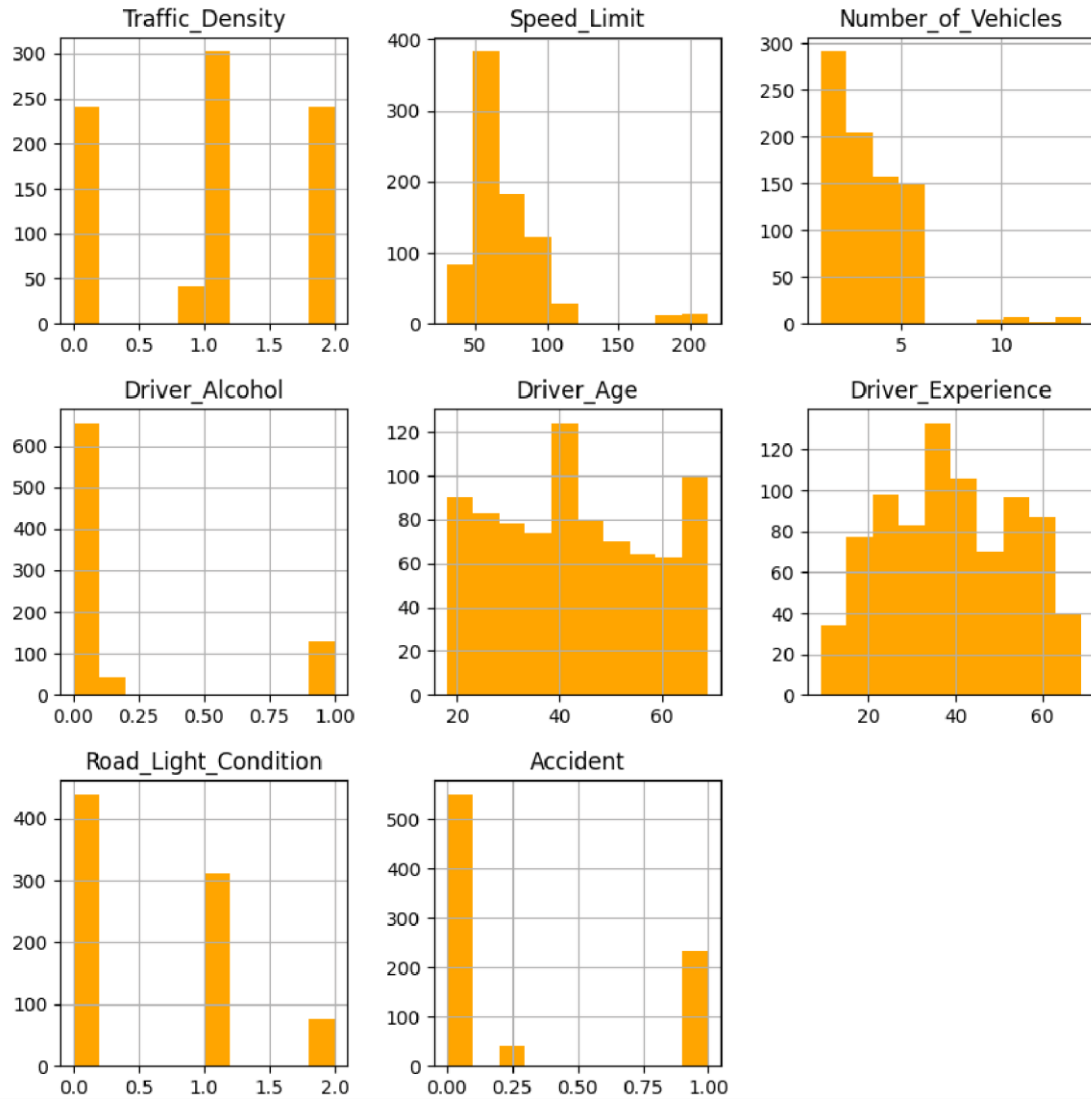 Traffic_Density Speed_Limit Number_of_Vehicles
300 250 200 150 100 50 0
0.0 0.5 1.0 1.5 2.0
400 300 200 100 0
50 100 150 200
300 250 200 150 100 50 0
5 10
Driver_Alcohol Driver_Age Driver_Experience
600 500 400 300 200 100 0
0.00 0.25 0.50 0.75 1.00
120 100 80 60 40 20 0
20 40 60
120 100 80 60 40 20 0
20 40 60
Road_Light_Condition Accident
400 300 200 100 0
0.0 0.5 1.0 1.5 2.0
500 400 300 200 100 0
0.00 0.25 0.50 0.75 1.00